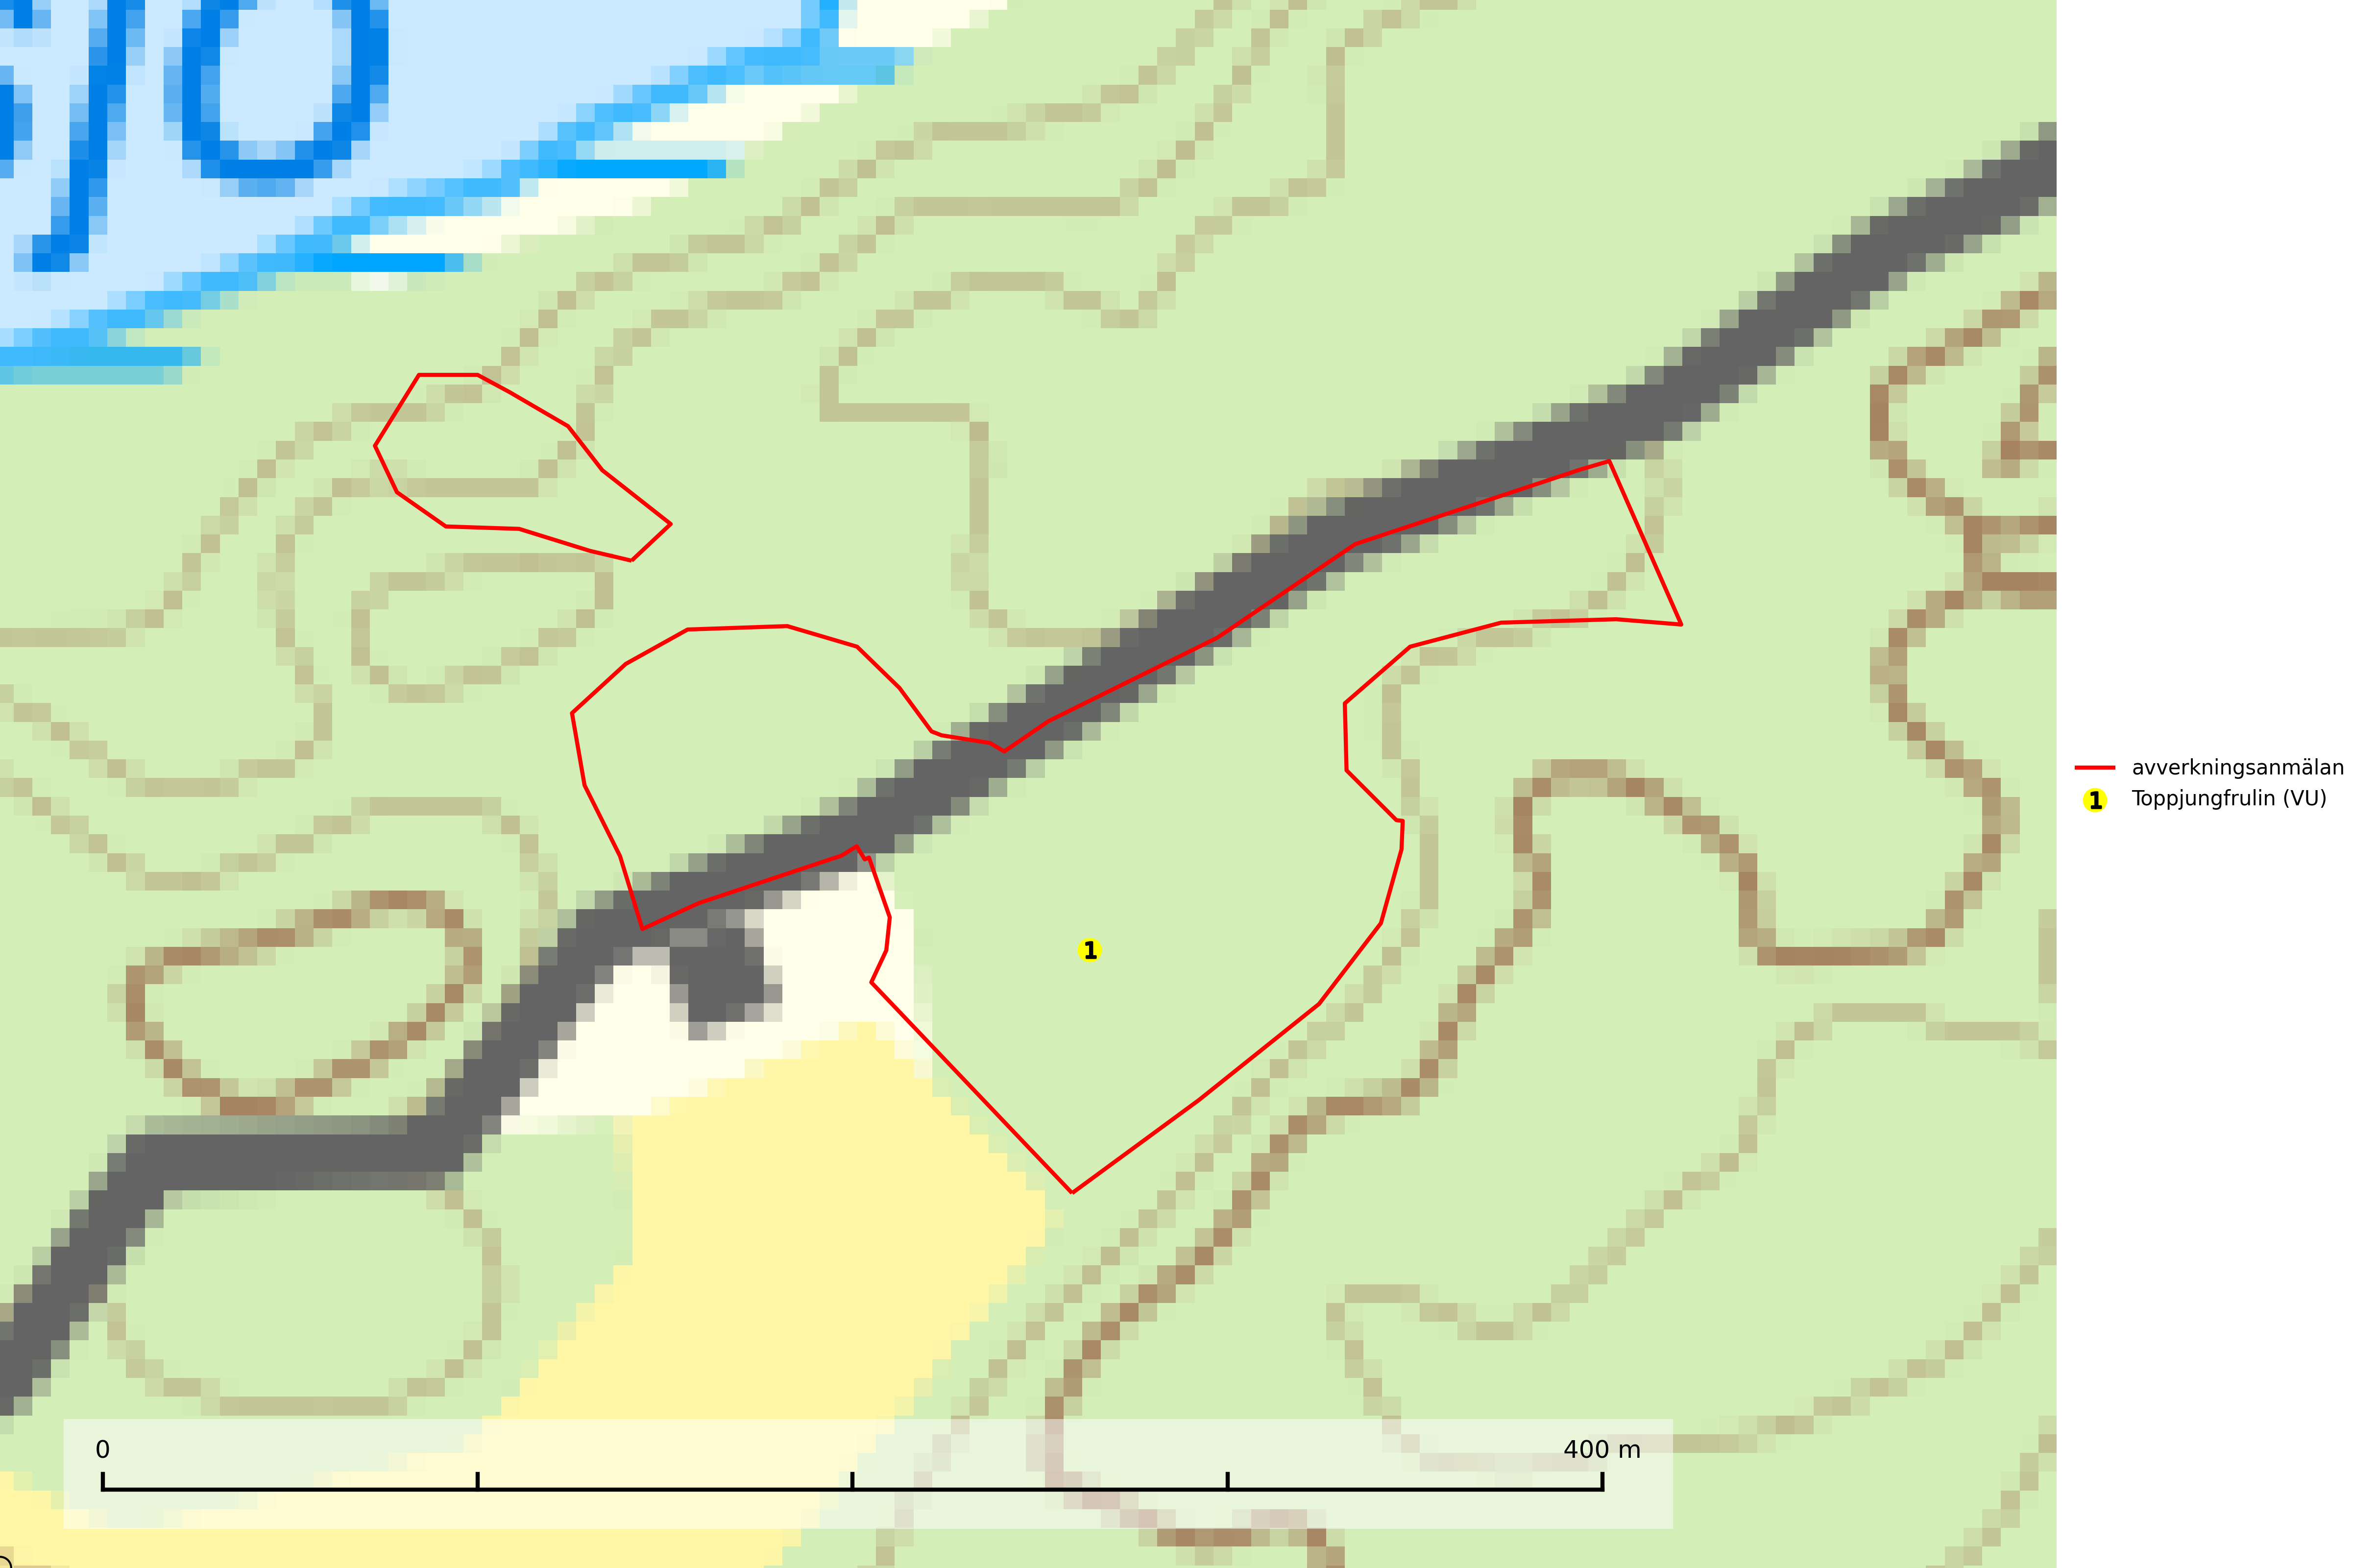 avverkningsanmälan
1 Toppjungfrulin (VU)
1
0 400 m